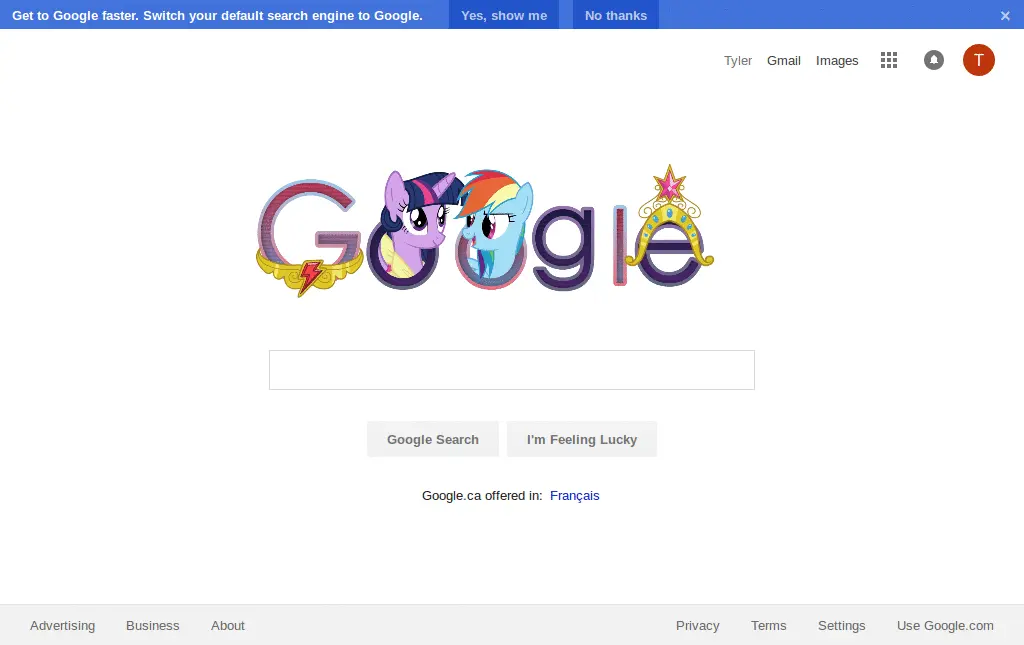 Get to Google faster. Switch your default search engine to Google. Yes, show me No thanks ×
Tyler Gmail Images T
Google
Google Search I'm Feeling Lucky
Google.ca offered in: Français
Advertising Business About Privacy Terms Settings Use Google.com